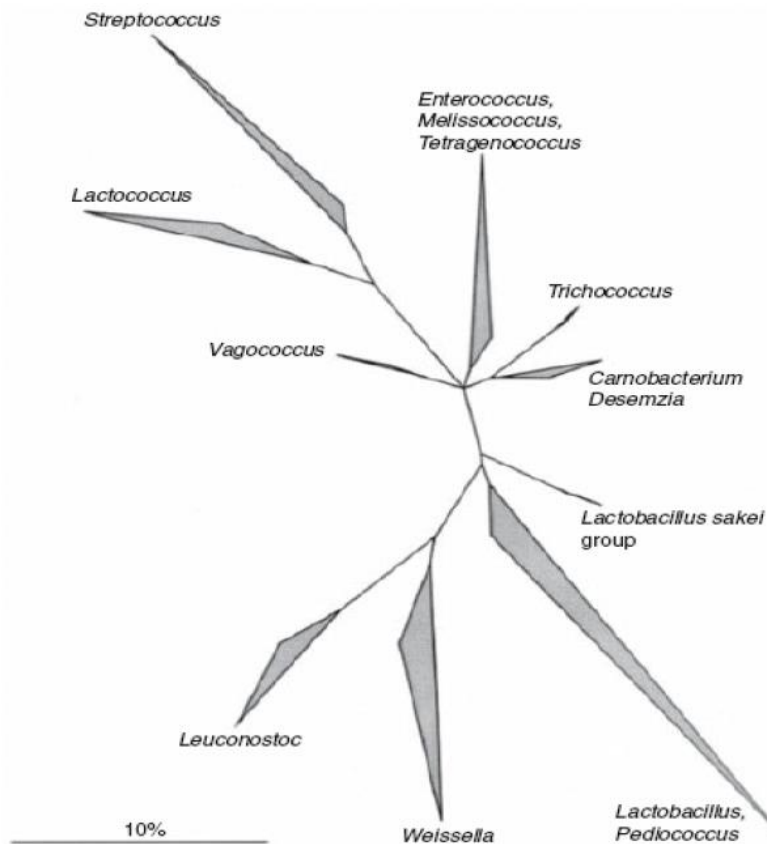 Streptococcus
Enterococcus,
Melissococcus,
Tetragenococcus
Lactococcus
Trichococcus
Vagococcus
Carnobacterium
Desemzia
Lactobacillus sakei
group
Leuconostoc
10%
Weissella
Lactobacillus,
Pediococcus